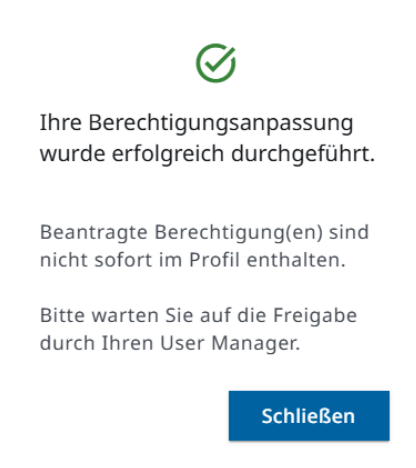 Ihre Berechtigungsanpassung
wurde erfolgreich durchgeführt.
Beantragte Berechtigung(en) sind
nicht sofort im Profil enthalten.
Bitte warten Sie auf die Freigabe
durch Ihren User Manager.
Schließen